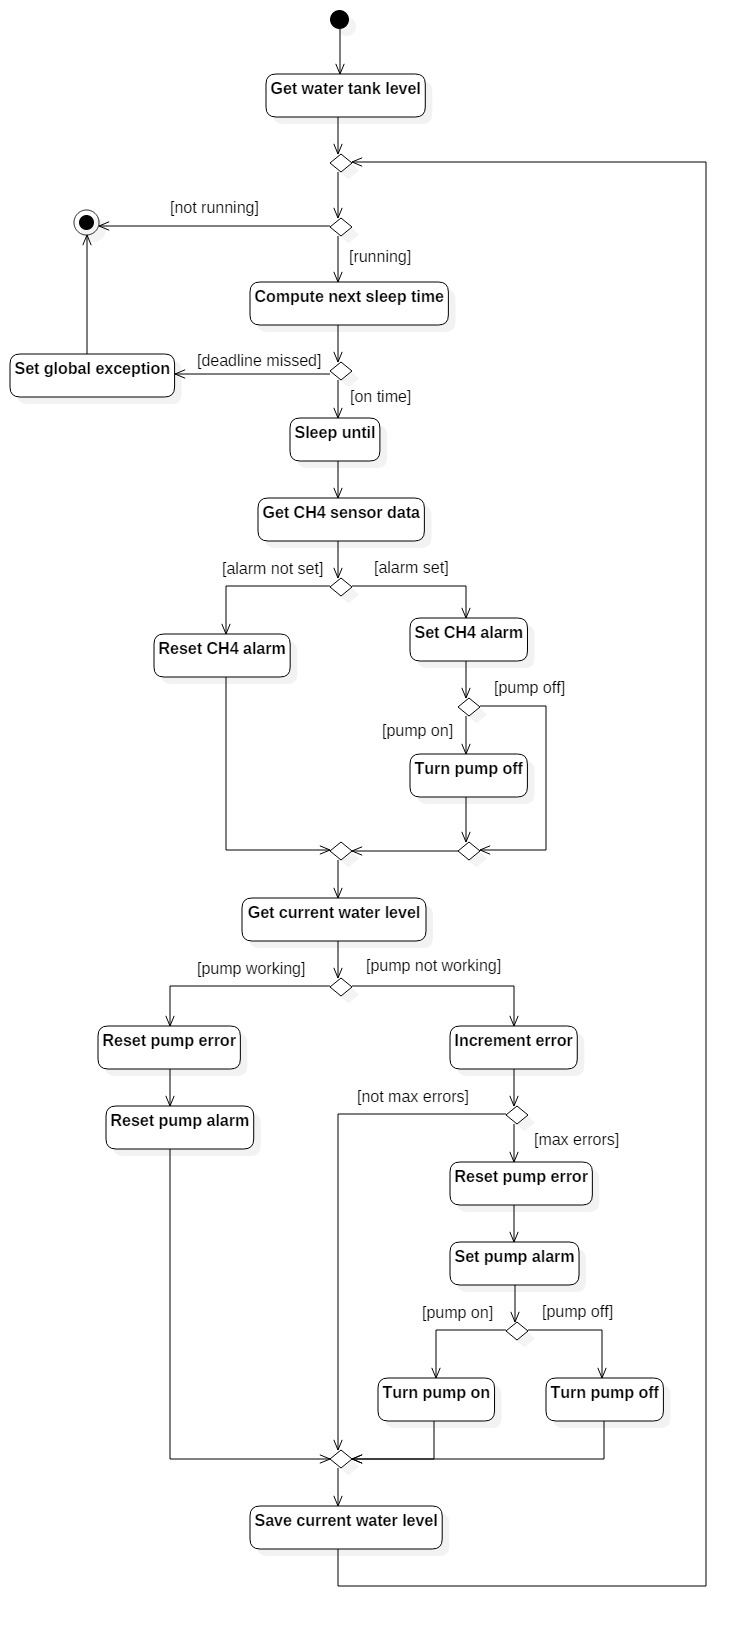 Get water tank level
[not running]
[running]
Compute next sleep time
[deadline missed]
Set global exception
[on time]
Sleep until
Get CH4 sensor data
[alarm not set]
[alarm set]
Reset CH4 alarm
Set CH4 alarm
[pump off]
[pump on]
Turn pump off
Get current water level
[pump working]
[pump not working]
Reset pump error
Increment error
[not max errors]
Reset pump alarm
[max errors]
Reset pump error
Set pump alarm
[pump on]
[pump off]
Turn pump on
Turn pump off
Save current water level